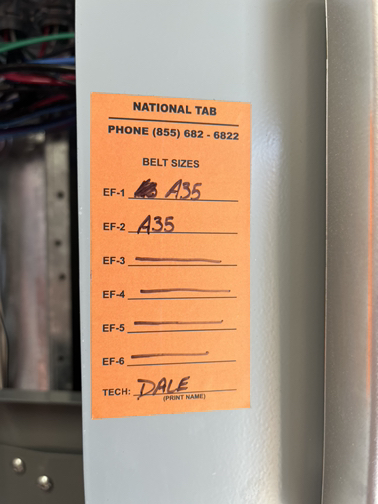 NATIONAL TAB
PHONE (855) 682 - 6822
BELT SIZES
EF-1 A35
EF-2 A35
EF-3
EF-4
EF-5
EF-6
TECH: DALE
(PRINT NAME)